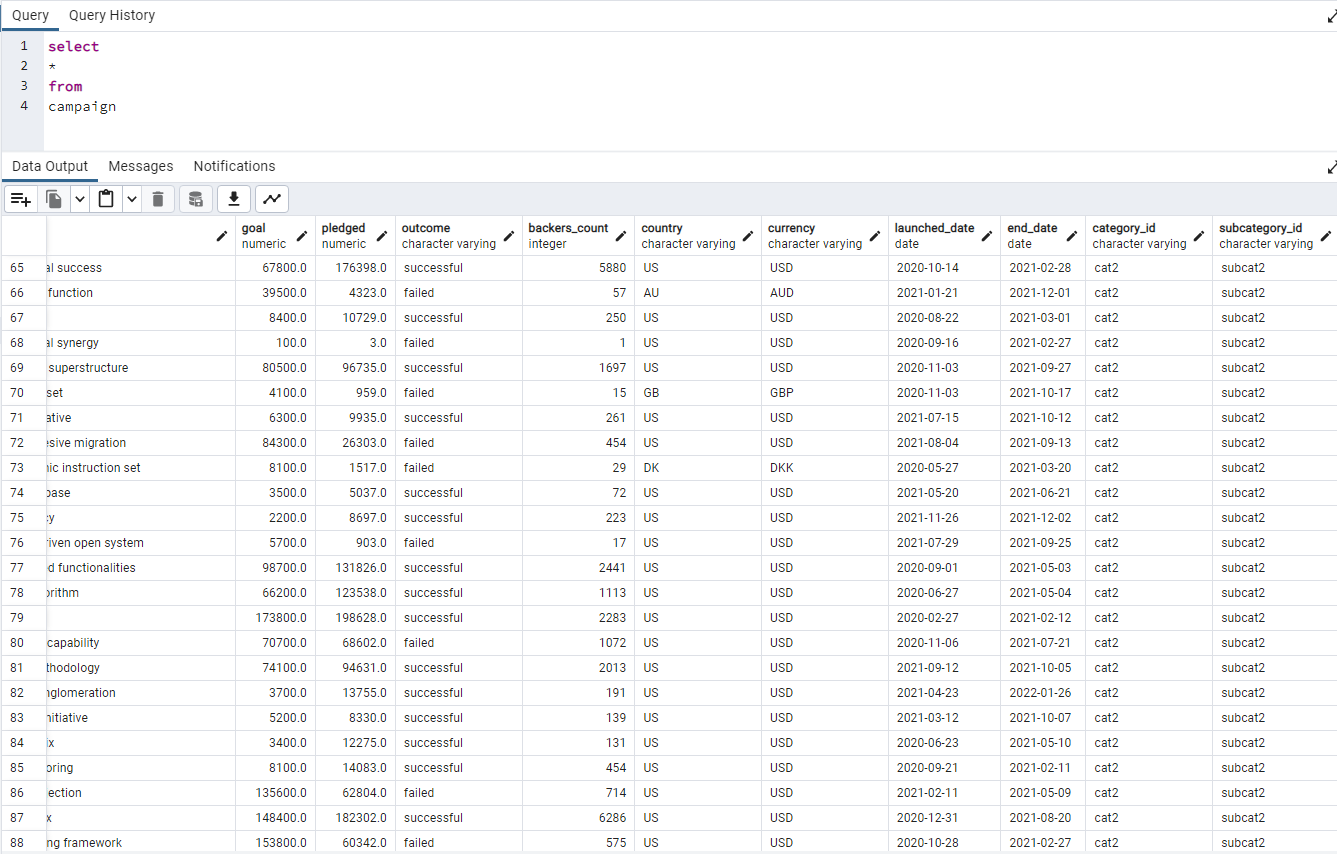 Query Query History
1 select
2 *
3 from
4 campaign
Data Output Messages Notifications
goal pledged outcome backers_count country currency launched_date end_date category_id subcategory_id
numeric numeric character varying integer character varying character varying date date character varying character varying
65 al success 67800.0 176398.0 successful 5880 US USD 2020-10-14 2021-02-28 cat2 subcat2
66 function 39500.0 4323.0 failed 57 AU AUD 2021-01-21 2021-12-01 cat2 subcat2
67 8400.0 10729.0 successful 250 US USD 2020-08-22 2021-03-01 cat2 subcat2
68 al synergy 100.0 3.0 failed 1 US USD 2020-09-16 2021-02-27 cat2 subcat2
69 superstructure 80500.0 96735.0 successful 1697 US USD 2020-11-03 2021-09-27 cat2 subcat2
70 set 4100.0 959.0 failed 15 GB GBP 2020-11-03 2021-10-17 cat2 subcat2
71 ative 6300.0 9935.0 successful 261 US USD 2021-07-15 2021-10-12 cat2 subcat2
72 esive migration 84300.0 26303.0 failed 454 US USD 2021-08-04 2021-09-13 cat2 subcat2
73 nic instruction set 8100.0 1517.0 failed 29 DK DKK 2020-05-27 2021-03-20 cat2 subcat2
74 base 3500.0 5037.0 successful 72 US USD 2021-05-20 2021-06-21 cat2 subcat2
75 cy 2200.0 8697.0 successful 223 US USD 2021-11-26 2021-12-02 cat2 subcat2
76 riven open system 5700.0 903.0 failed 17 US USD 2021-07-29 2021-09-25 cat2 subcat2
77 ed functionalities 98700.0 131826.0 successful 2441 US USD 2020-09-01 2021-05-03 cat2 subcat2
78 orithm 66200.0 123538.0 successful 1113 US USD 2020-06-27 2021-05-04 cat2 subcat2
79 173800.0 198628.0 successful 2283 US USD 2020-02-27 2021-02-12 cat2 subcat2
80 capability 70700.0 68602.0 failed 1072 US USD 2020-11-06 2021-07-21 cat2 subcat2
81 thodology 74100.0 94631.0 successful 2013 US USD 2021-09-12 2021-10-05 cat2 subcat2
82 nglomeration 3700.0 13755.0 successful 191 US USD 2021-04-23 2022-01-26 cat2 subcat2
83 nitiative 5200.0 8330.0 successful 139 US USD 2021-03-12 2021-10-07 cat2 subcat2
84 ix 3400.0 12275.0 successful 131 US USD 2020-06-23 2021-05-10 cat2 subcat2
85 oring 8100.0 14083.0 successful 454 US USD 2020-09-21 2021-02-11 cat2 subcat2
86 ection 135600.0 62804.0 failed 714 US USD 2021-02-11 2021-05-09 cat2 subcat2
87 x 148400.0 182302.0 successful 6286 US USD 2020-12-31 2021-08-20 cat2 subcat2
88 ng framework 153800.0 60342.0 failed 575 US USD 2020-10-28 2021-02-27 cat2 subcat2